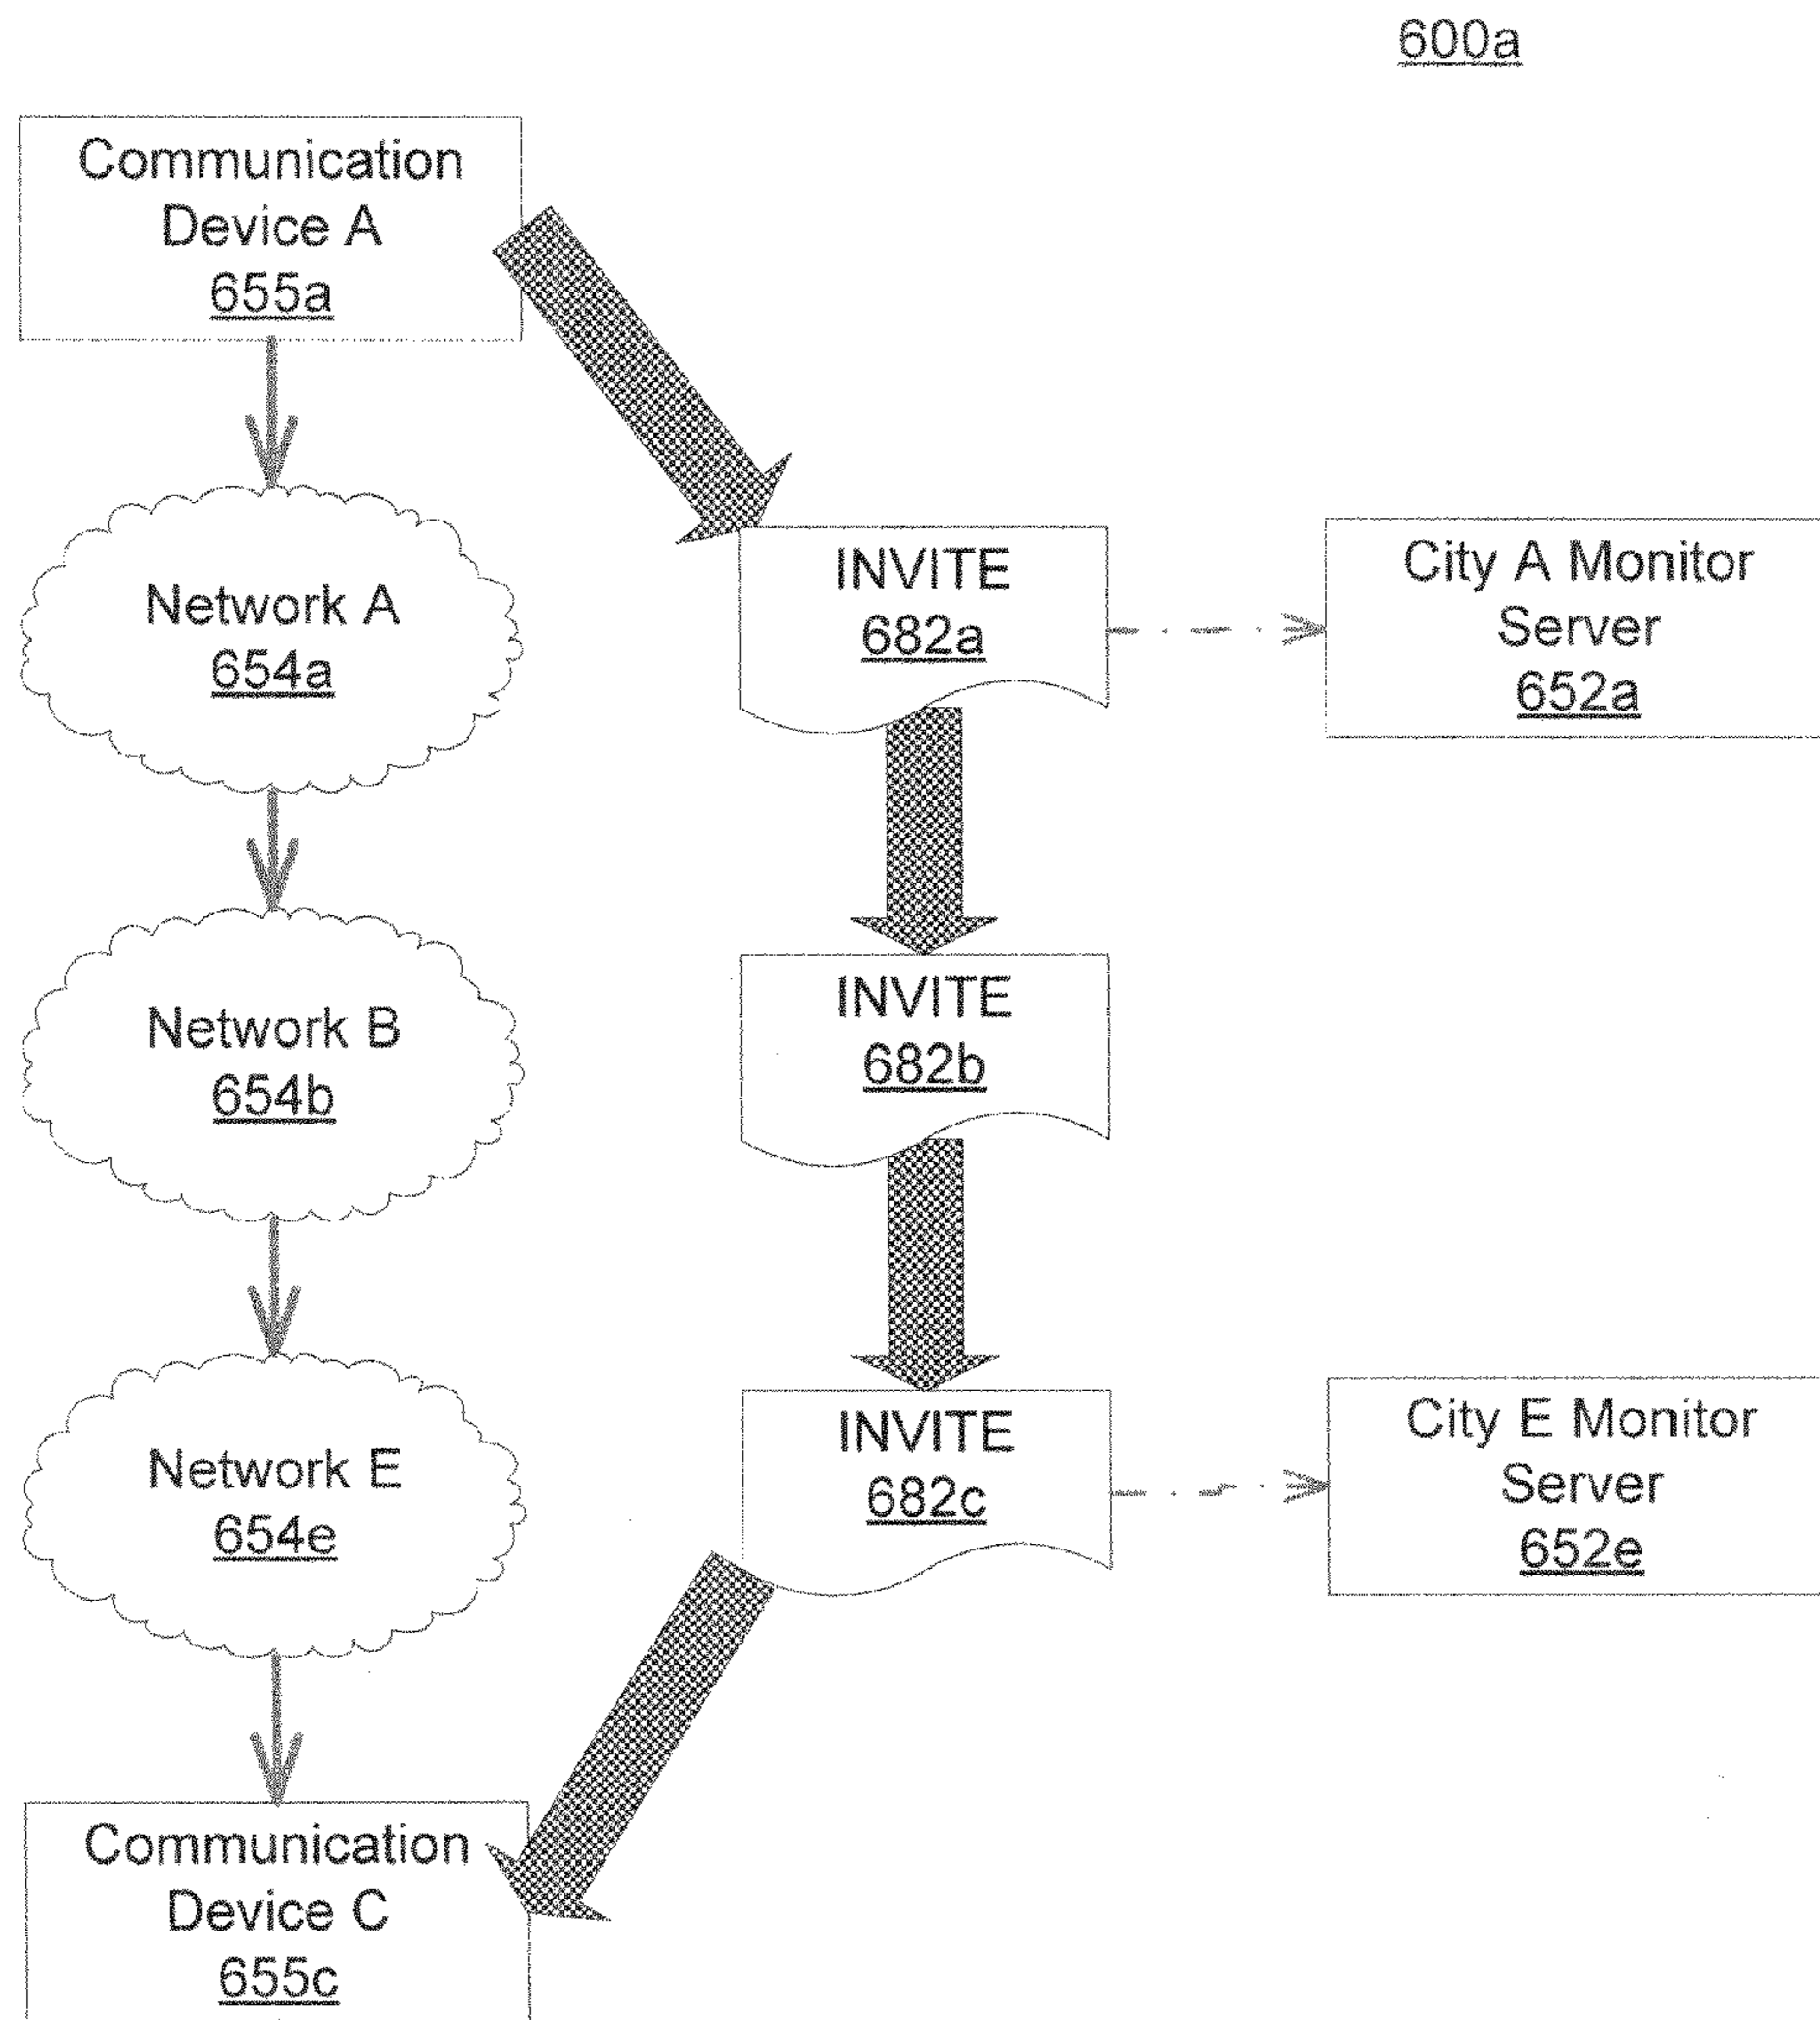 600a
Communication
Device A
655a
Network A
654a
INVITE
682a
City A Monitor
Server
652a
Network B
654b
INVITE
682b
Network E
654e
INVITE
682c
City E Monitor
Server
652e
Communication
Device C
655c